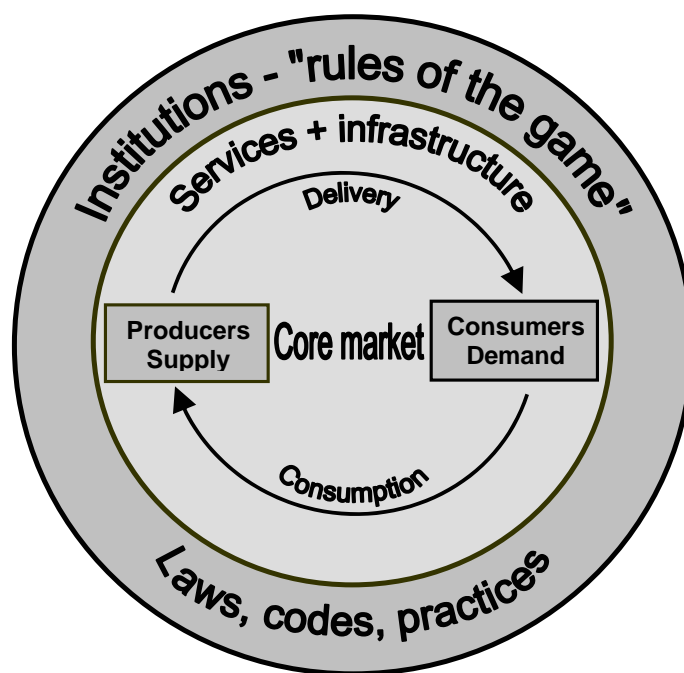 Institutions - "rules of the game"
Services + infrastructure
Delivery
Producers
Supply
Core market
Consumers
Demand
Consumption
Laws, codes, practices